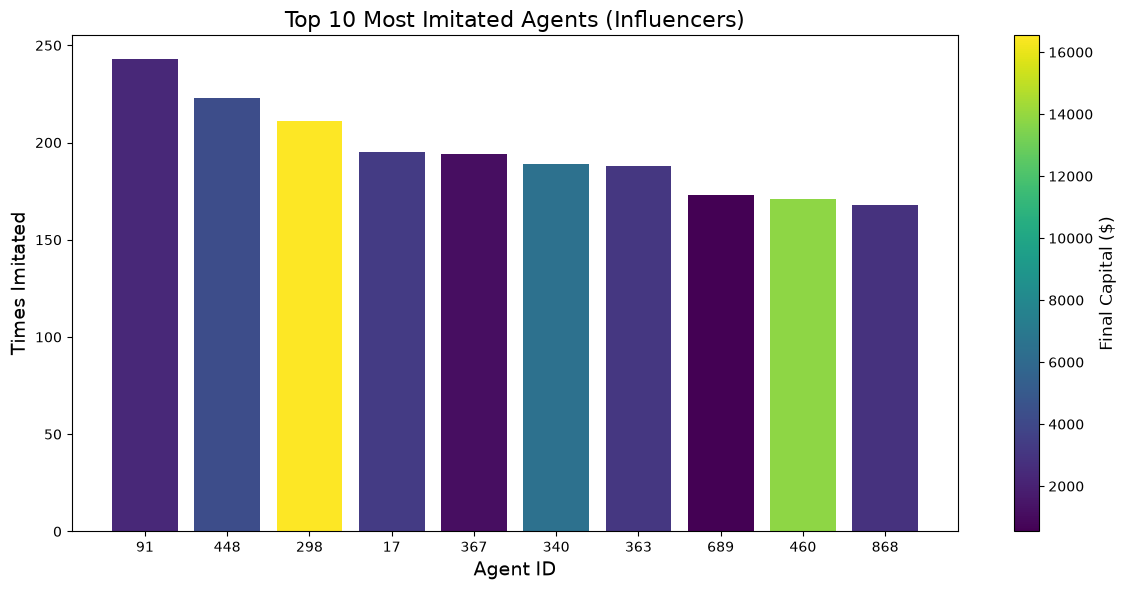 Top 10 Most Imitated Agents (Influencers)
Times Imitated
250
200
150
100
50
0
91 448 298 17 367 340 363 689 460 868
Agent ID
16000
14000
12000
10000
8000
6000
4000
2000
Final Capital ($)